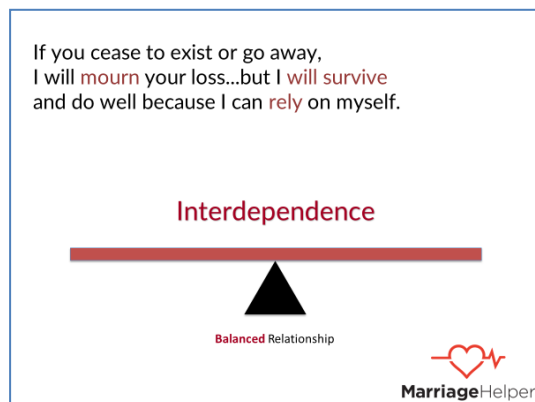 If you cease to exist or go away,
I will mourn your loss...but I will survive
and do well because I can rely on myself.
Interdependence
Balanced Relationship
MarriageHelper